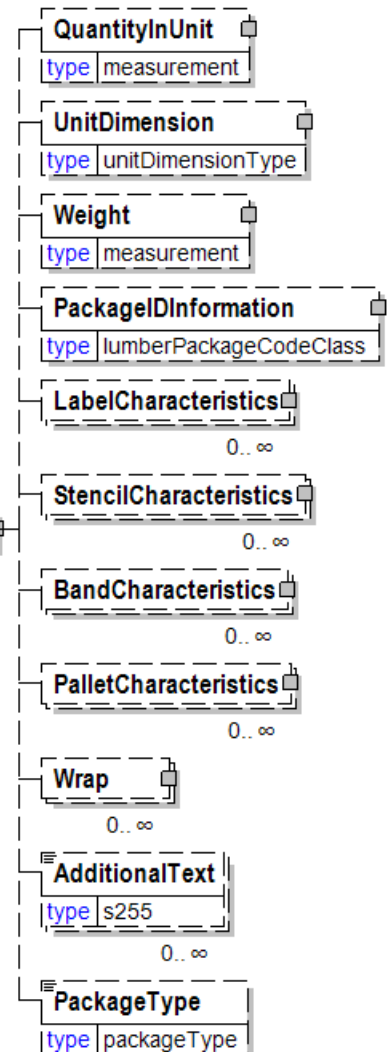 QuantityInUnit
type measurement
UnitDimension
type unitDimensionType
Weight
type measurement
PackageIDInformation
type lumberPackageCodeClass
LabelCharacteristics
0.. ∞
StencilCharacteristics
0.. ∞
BandCharacteristics
0.. ∞
PalletCharacteristics
0.. ∞
Wrap
0.. ∞
AdditionalText
type s255
0.. ∞
PackageType
type packageType